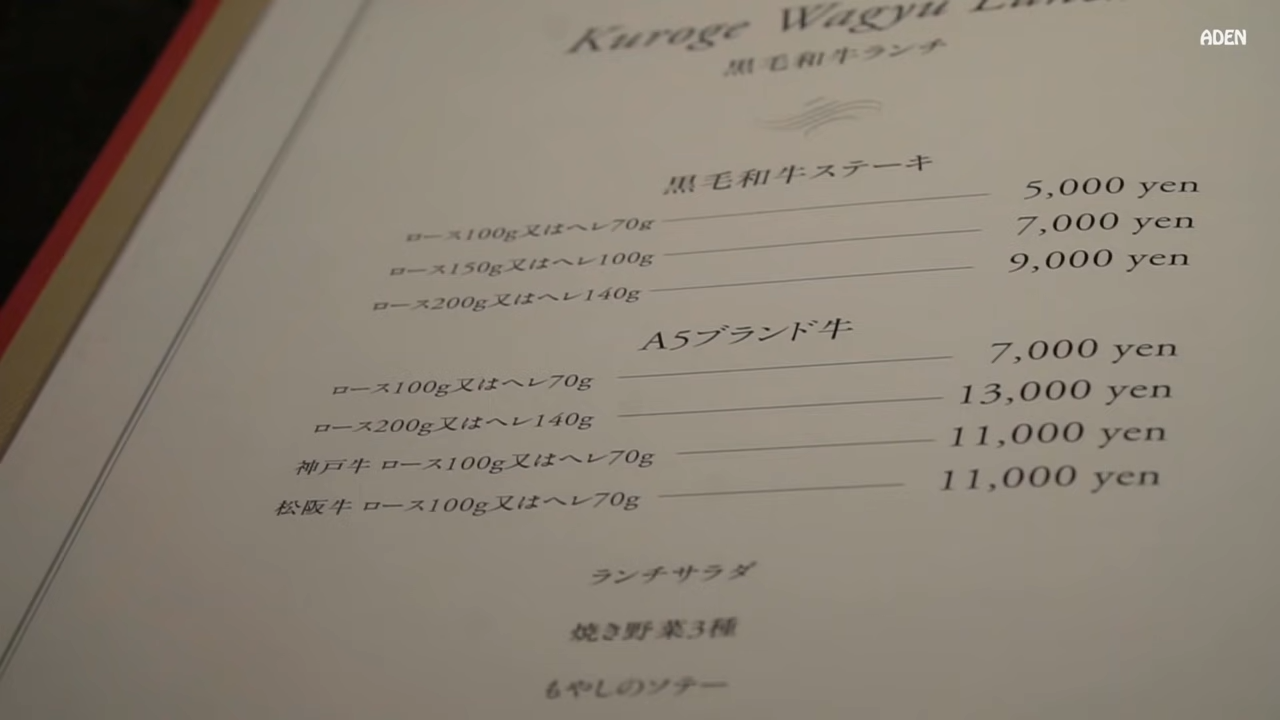 ADEN
Kuroge Wagyu Lunch
黒毛和牛ランチ
黒毛和牛ステーキ
ロース100g又はヘレ70g 5,000 yen
ロース150g又はヘレ100g 7,000 yen
ロース200g又はヘレ140g 9,000 yen
A5ブランド牛
ロース100g又はヘレ70g 7,000 yen
ロース200g又はヘレ140g 13,000 yen
神戸牛 ロース100g又はヘレ70g 11,000 yen
松阪牛 ロース100g又はヘレ70g 11,000 yen
ランチサラダ
焼き野菜3種
もやしのソテー